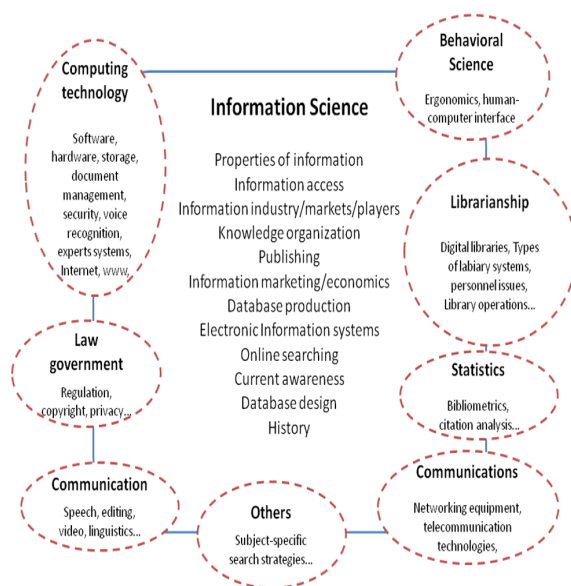 Computing
technology
Software,
hardware, storage,
document
management,
security, voice
recognition,
experts systems,
Internet, www,
Behavioral
Science
Ergonomics, human-
computer interface
Information Science
Properties of information
Information access
Information industry/markets/players
Knowledge organization
Publishing
Information marketing/economics
Database production
Electronic Information systems
Online searching
Current awareness
Database design
History
Librarianship
Digital libraries, Types
of labiary systems,
personnel issues,
Library operations...
Law
government
Regulation,
copyright, privacy...
Statistics
Bibliometrics,
citation analysis...
Communication
Speech, editing,
video, linguistics...
Others
Subject-specific
search strategies...
Communications
Networking equipment,
telecommunication
technologies,